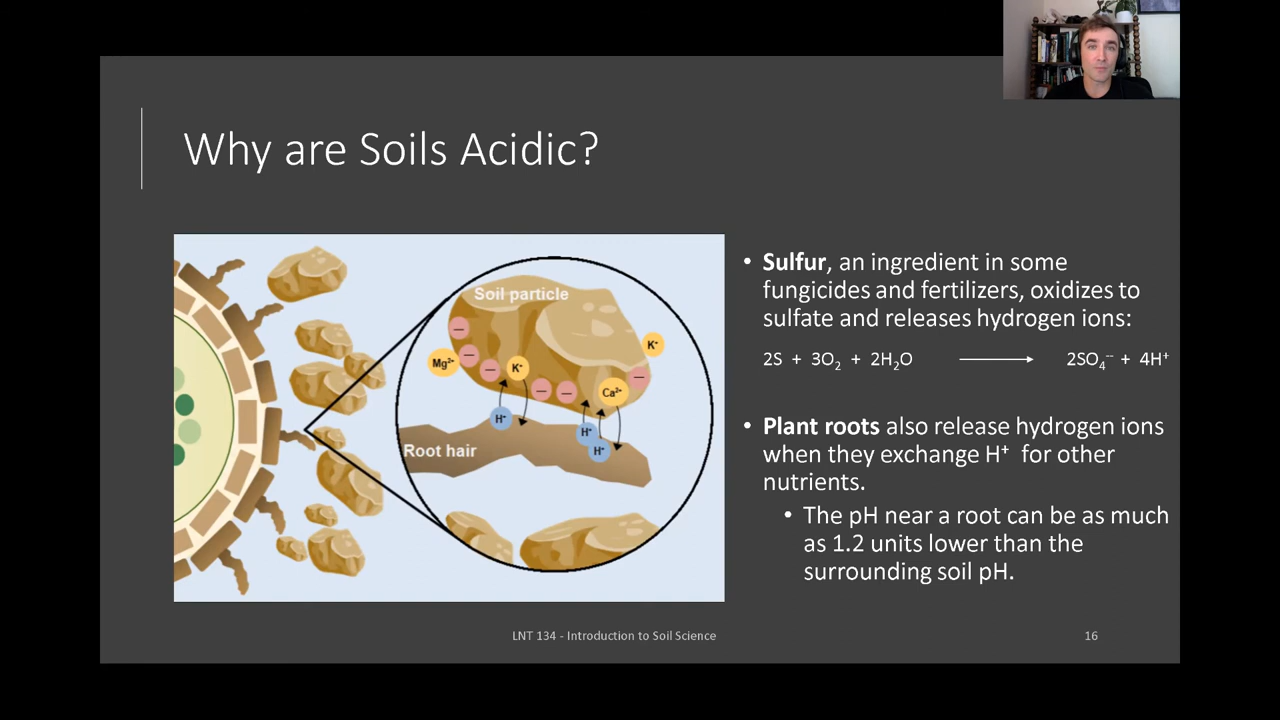 Why are Soils Acidic?
Soil particle
—
Mg²⁺
—
—
K⁺
—
—
Ca²⁺
—
K⁺
H⁺
H⁺
H⁺
Root hair
• Sulfur, an ingredient in some
fungicides and fertilizers, oxidizes to
sulfate and releases hydrogen ions:
2S + 3O₂ + 2H₂O ⟶ 2SO₄⁻⁻ + 4H⁺
• Plant roots also release hydrogen ions
when they exchange H⁺ for other
nutrients.
• The pH near a root can be as much
as 1.2 units lower than the
surrounding soil pH.
LNT 134 - Introduction to Soil Science
16